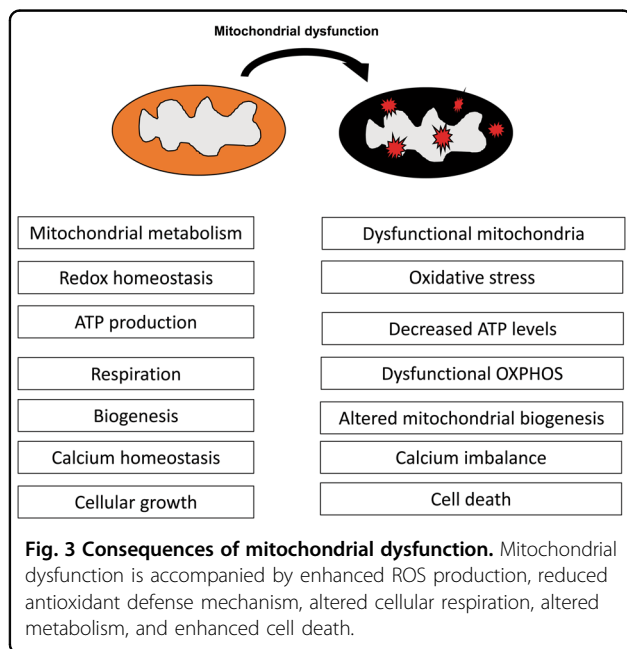 Mitochondrial dysfunction
Mitochondrial metabolism
Dysfunctional mitochondria
Redox homeostasis
Oxidative stress
ATP production
Decreased ATP levels
Respiration
Dysfunctional OXPHOS
Biogenesis
Altered mitochondrial biogenesis
Calcium homeostasis
Calcium imbalance
Cellular growth
Cell death
Fig. 3 Consequences of mitochondrial dysfunction. Mitochondrial
dysfunction is accompanied by enhanced ROS production, reduced
antioxidant defense mechanism, altered cellular respiration, altered
metabolism, and enhanced cell death.